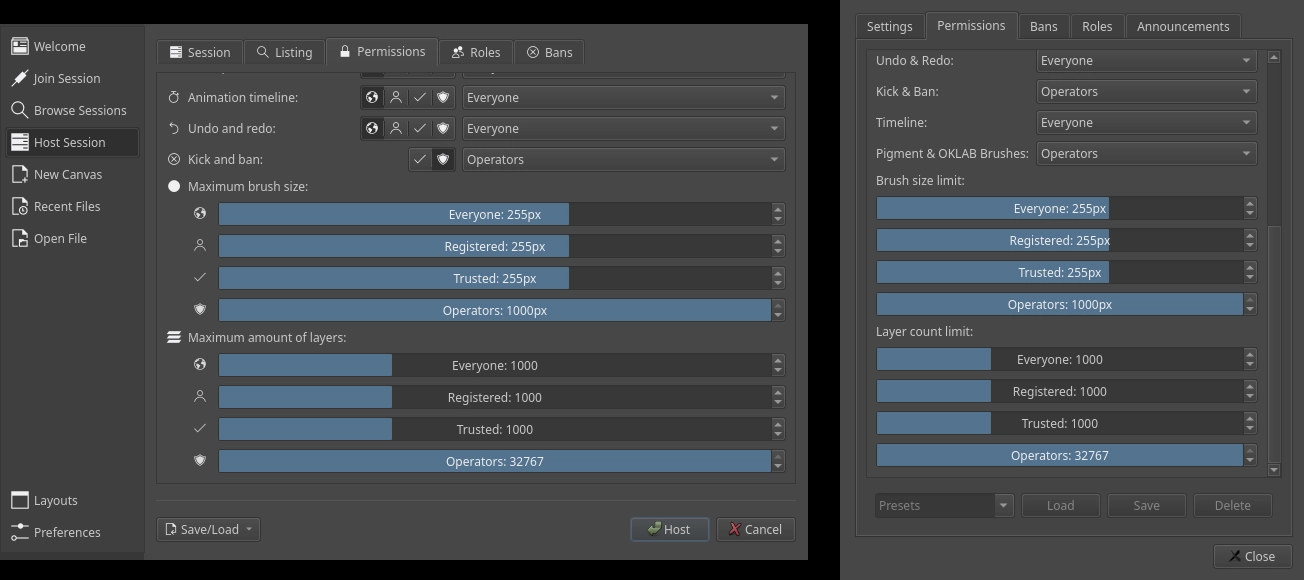 Welcome
Join Session
Browse Sessions
Host Session
New Canvas
Recent Files
Open File
Layouts
Preferences
Session
Listing
Permissions
Roles
Bans
Animation timeline:
Everyone
Undo and redo:
Everyone
Kick and ban:
Operators
Maximum brush size:
Everyone: 255px
Registered: 255px
Trusted: 255px
Operators: 1000px
Maximum amount of layers:
Everyone: 1000
Registered: 1000
Trusted: 1000
Operators: 32767
Save/Load
Host
Cancel
Settings
Permissions
Bans
Roles
Announcements
Undo & Redo:
Everyone
Kick & Ban:
Operators
Timeline:
Everyone
Pigment & OKLAB Brushes:
Operators
Brush size limit:
Everyone: 255px
Registered: 255px
Trusted: 255px
Operators: 1000px
Layer count limit:
Everyone: 1000
Registered: 1000
Trusted: 1000
Operators: 32767
Presets
Load
Save
Delete
Close